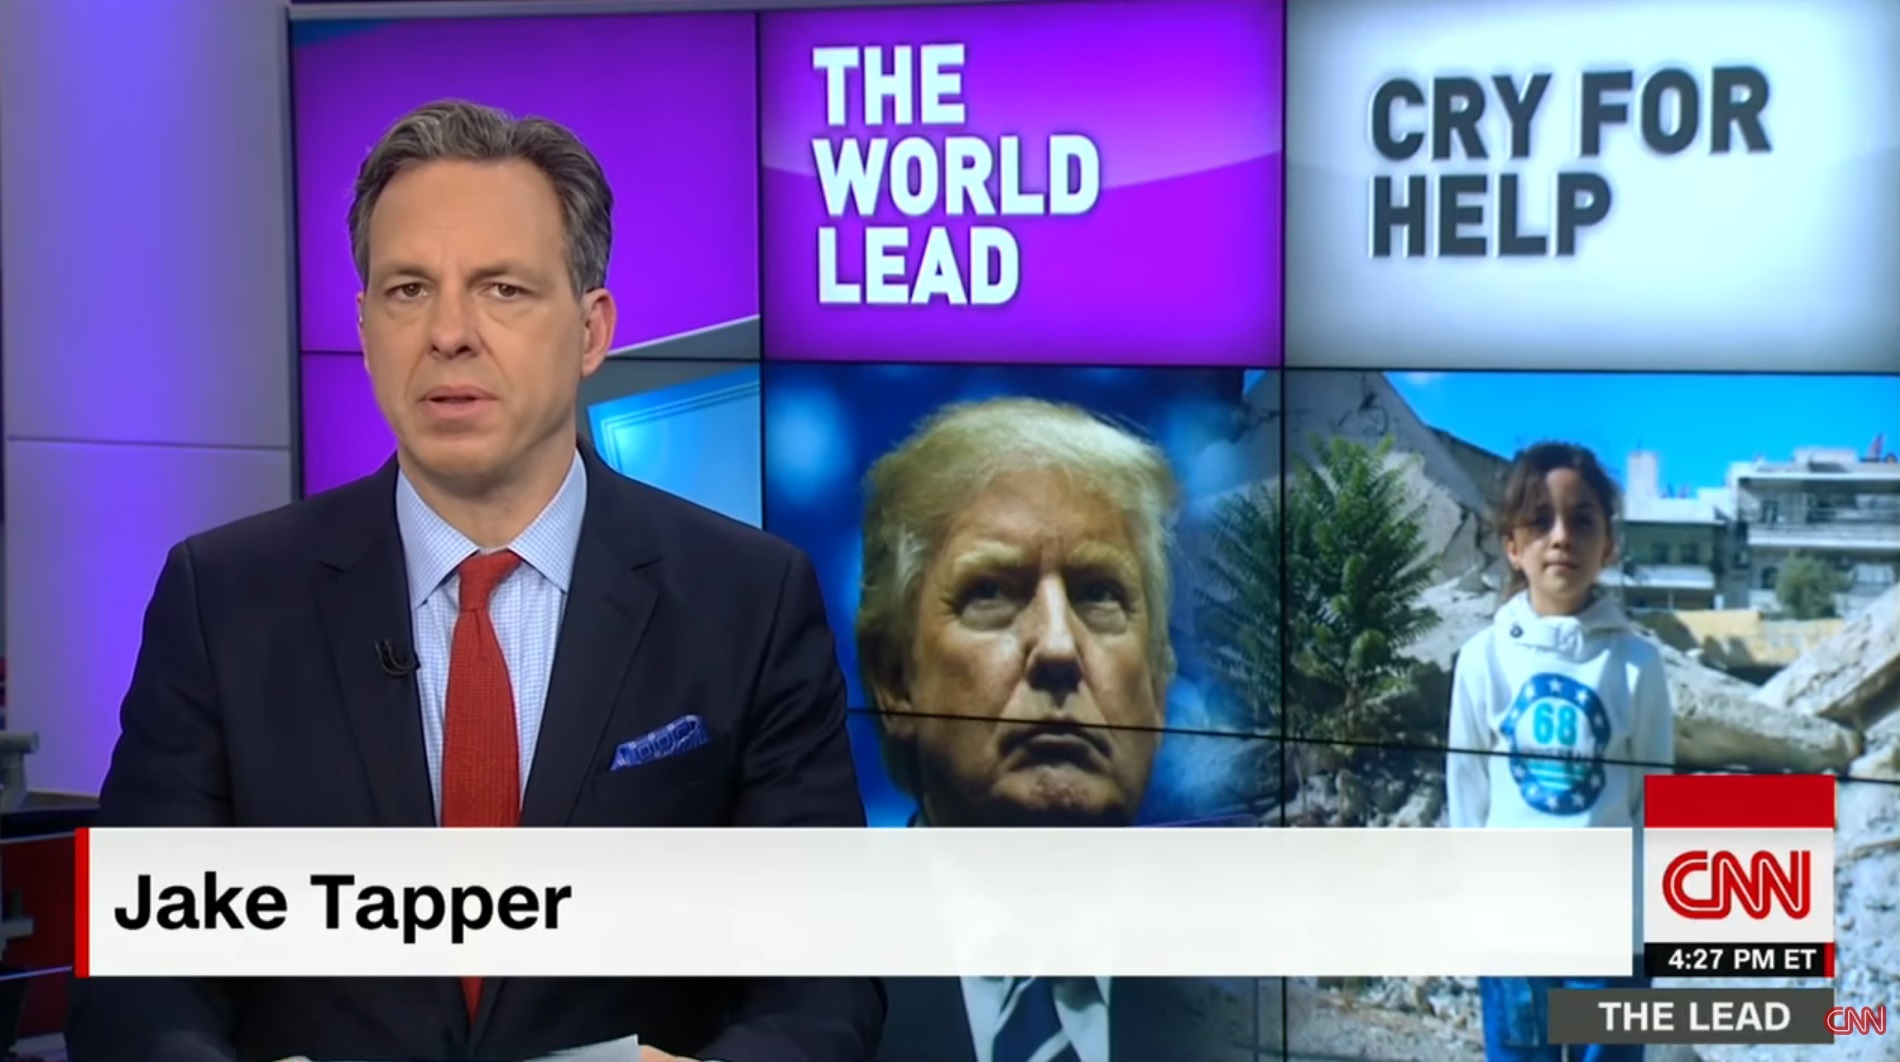 THE
WORLD
LEAD
CRY FOR
HELP
68
Jake Tapper
CNN
4:27 PM ET
THE LEAD
CNN